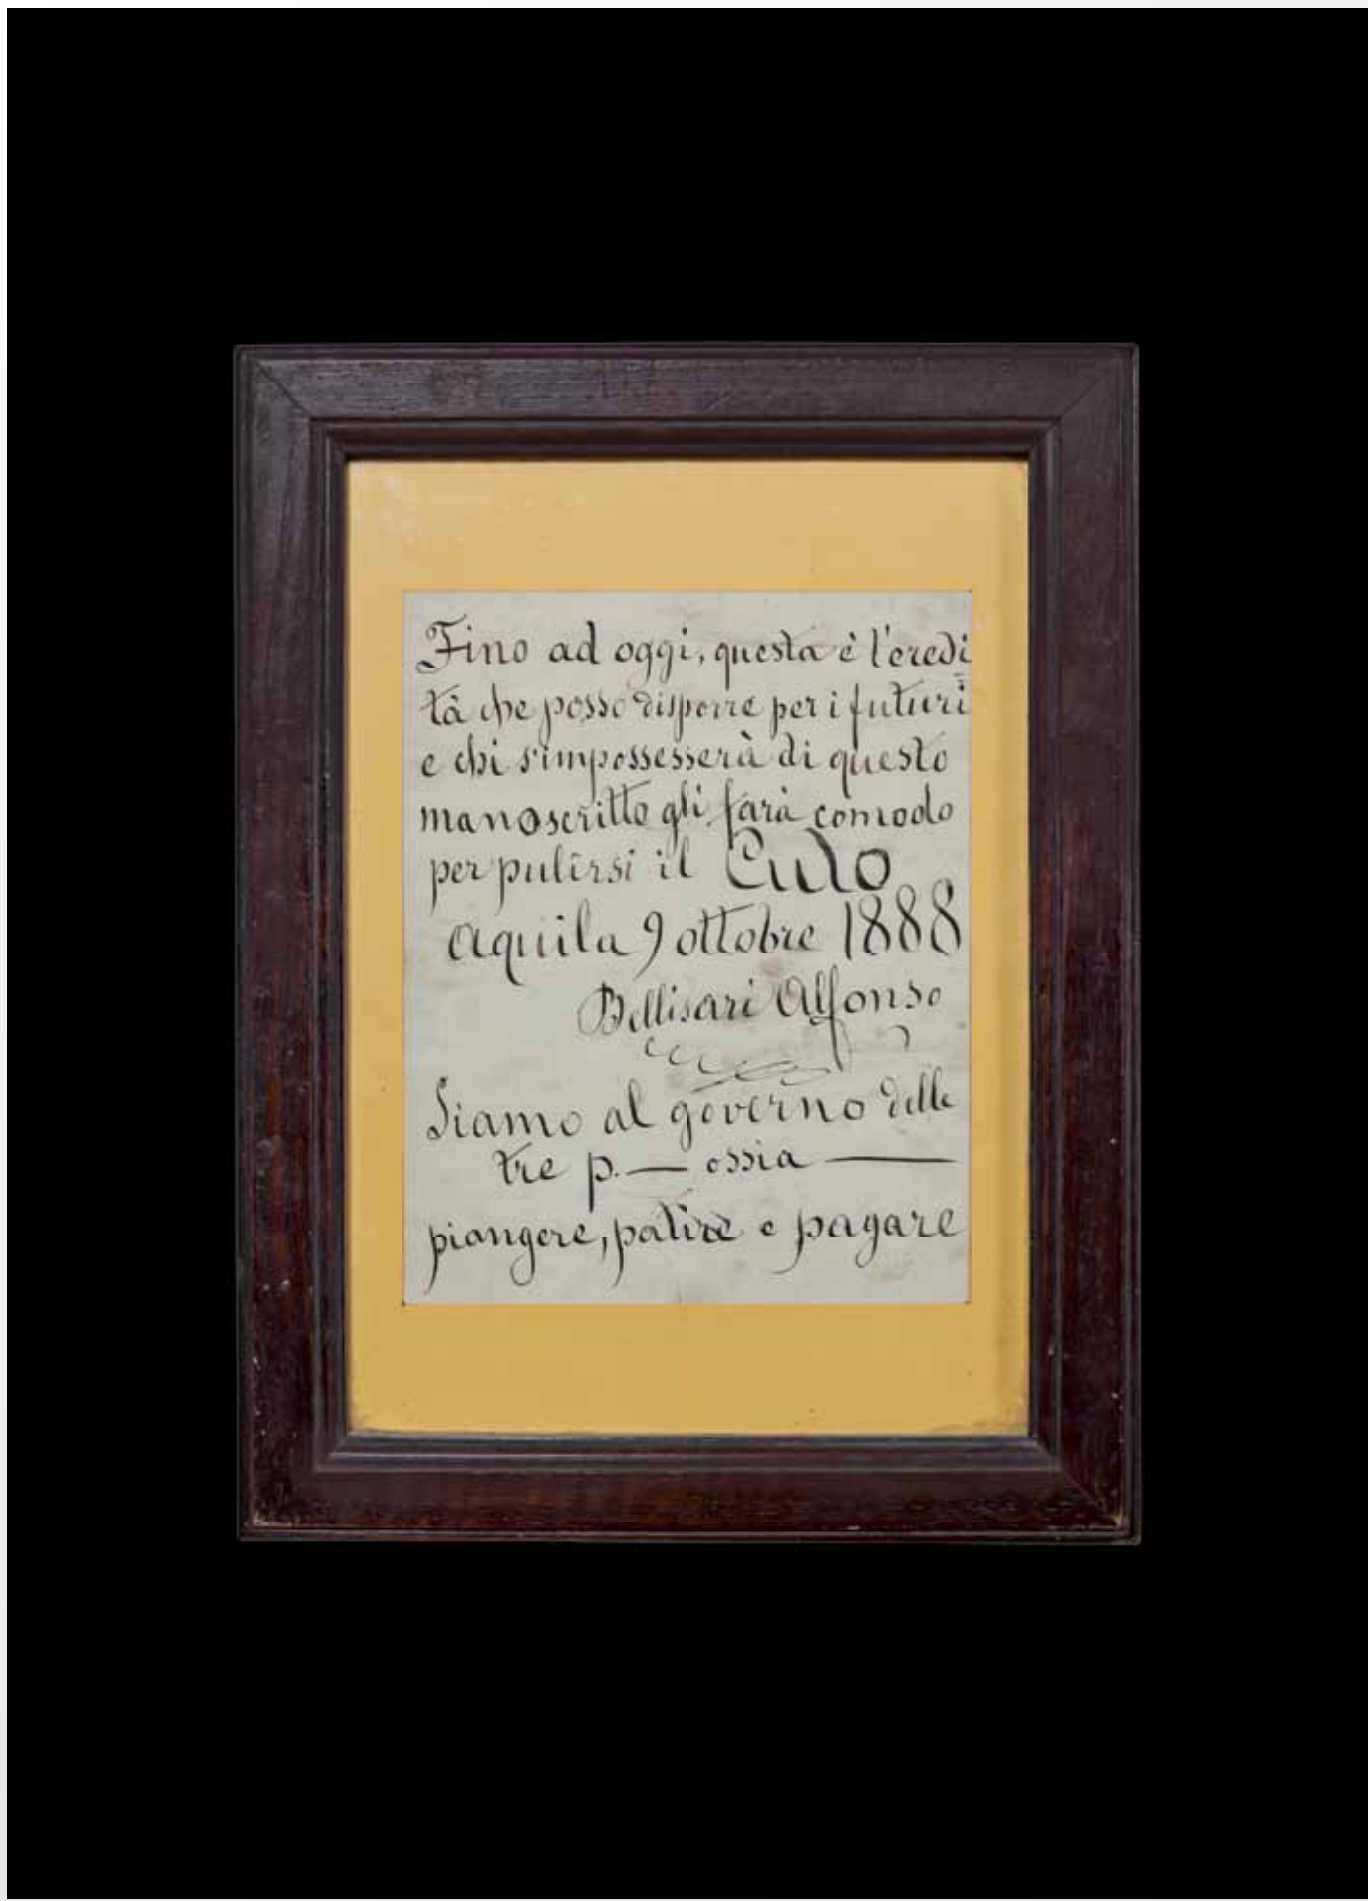 Fino ad oggi, questa è l'eredi
tà che posso disporre per i futuri
e chi s'impossesserà di questo
manoscritto gli farà comodo
per pulirsi il Culo
Aquila 9 ottobre 1888
Bellisari Alfonso
Siamo al governo delle
tre p. — ossia —
piangere, patire e pagare